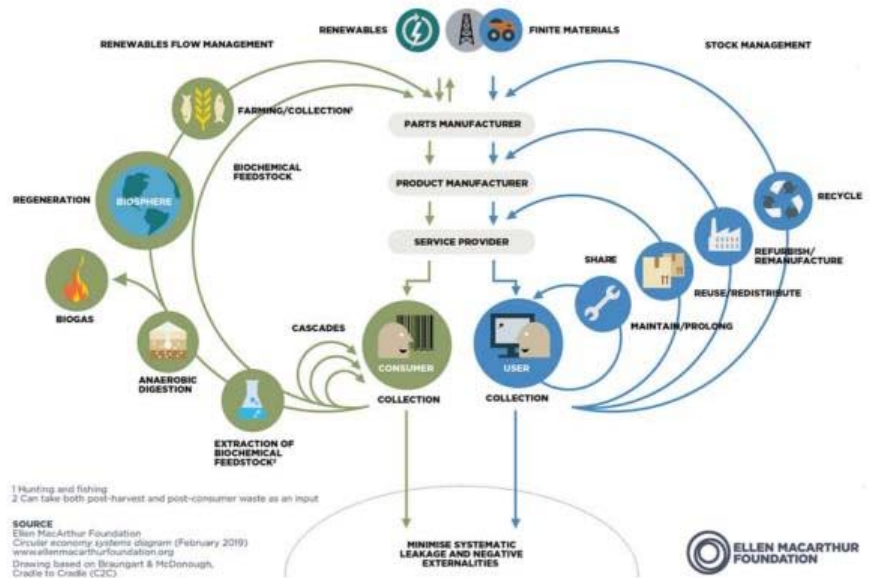 RENEWABLES
FINITE MATERIALS
RENEWABLES FLOW MANAGEMENT
STOCK MANAGEMENT
FARMING/COLLECTION¹
PARTS MANUFACTURER
BIOCHEMICAL
FEEDSTOCK
PRODUCT MANUFACTURER
REGENERATION
BIOSPHERE
RECYCLE
SERVICE PROVIDER
SHARE
REFURBISH/
REMANUFACTURE
REUSE/REDISTRIBUTE
BIOGAS
CASCADES
MAINTAIN/PROLONG
CONSUMER
USER
ANAEROBIC
DIGESTION
COLLECTION
COLLECTION
EXTRACTION OF
BIOCHEMICAL
FEEDSTOCK²
1 Hunting and fishing
2 Can take both post-harvest and post-consumer waste as an input
SOURCE
Ellen MacArthur Foundation
Circular economy systems diagram (February 2019)
www.ellenmacarthurfoundation.org
Drawing based on Braungart & McDonough,
Cradle to Cradle (C2C)
MINIMISE SYSTEMATIC
LEAKAGE AND NEGATIVE
EXTERNALITIES
ELLEN MACARTHUR
FOUNDATION